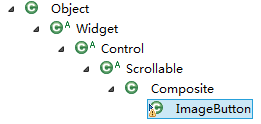 Object
Widget
Control
Scrollable
Composite
ImageButton